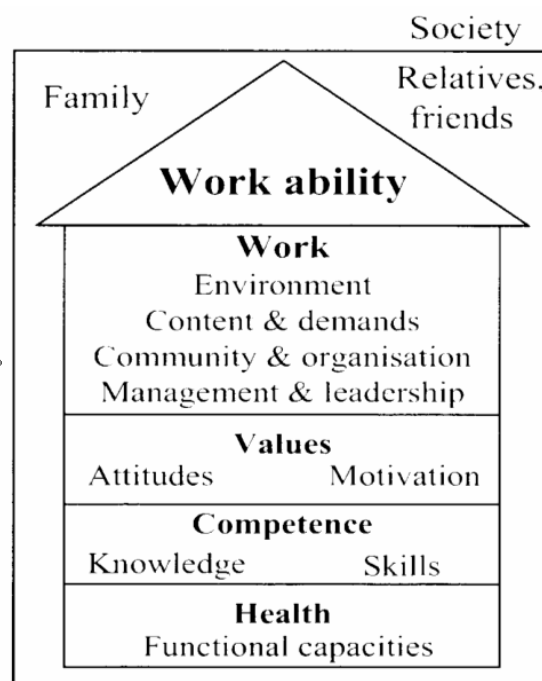 Society
Family
Relatives.
friends
Work ability
Work
Environment
Content & demands
Community & organisation
Management & leadership
Values
Attitudes Motivation
Competence
Knowledge Skills
Health
Functional capacities